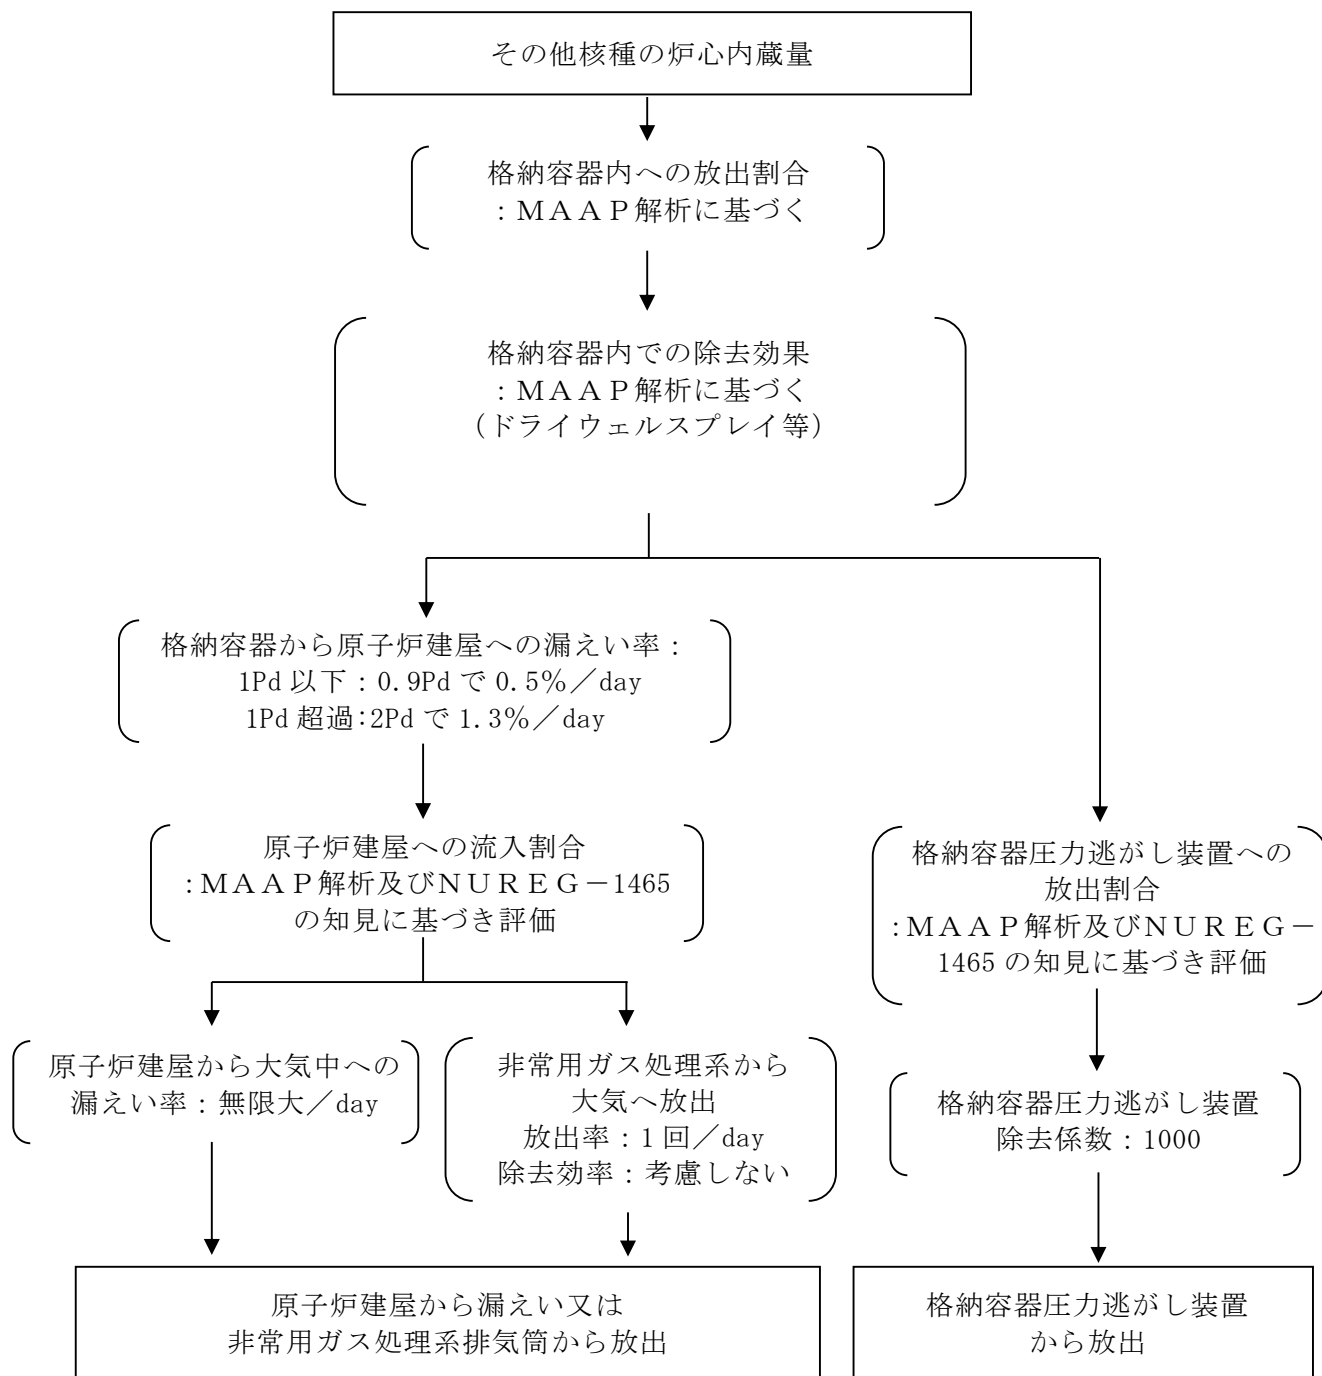 その他核種の炉心内蔵量
格納容器内への放出割合
：ＭＡＡＰ解析に基づく
格納容器内での除去効果
：ＭＡＡＰ解析に基づく
（ドライウェルスプレイ等）
格納容器から原子炉建屋への漏えい率：
1Pd 以下：0.9Pd で 0.5％／day
1Pd 超過：2Pd で 1.3％／day
原子炉建屋への流入割合
：ＭＡＡＰ解析及びＮＵＲＥＧ－1465
の知見に基づき評価
格納容器圧力逃がし装置への
放出割合
：ＭＡＡＰ解析及びＮＵＲＥＧ－
1465 の知見に基づき評価
原子炉建屋から大気中への
漏えい率：無限大／day
非常用ガス処理系から
大気へ放出
放出率：1 回／day
除去効率：考慮しない
格納容器圧力逃がし装置
除去係数：1000
原子炉建屋から漏えい又は
非常用ガス処理系排気筒から放出
格納容器圧力逃がし装置
から放出